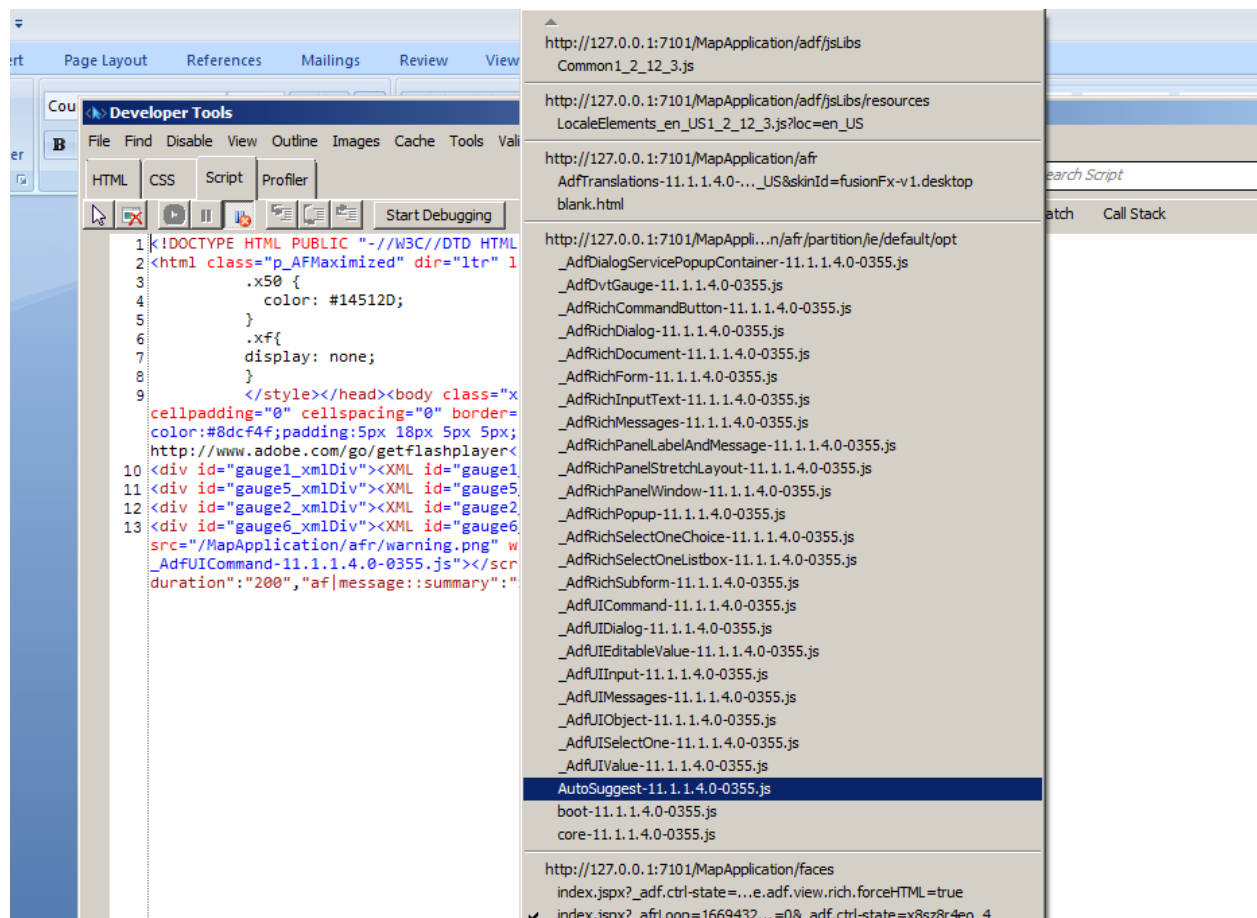 ert Page Layout References Mailings Review View
Cou
er
B
Developer Tools
File Find Disable View Outline Images Cache Tools Vali
HTML CSS Script Profiler
earch Script
Start Debugging
atch Call Stack
1 <!DOCTYPE HTML PUBLIC "-//W3C//DTD HTML
2 <html class="p_AFMaximized" dir="ltr" l
3 .x50 {
4 color: #14512D;
5 }
6 .xf{
7 display: none;
8 }
9 </style></head><body class="x
cellpadding="0" cellspacing="0" border=
color:#8dcf4f;padding:5px 18px 5px 5px;
http://www.adobe.com/go/getflashplayer<
10 <div id="gauge1_xmlDiv"><XML id="gauge1_
11 <div id="gauge5_xmlDiv"><XML id="gauge5_
12 <div id="gauge2_xmlDiv"><XML id="gauge2_
13 <div id="gauge6_xmlDiv"><XML id="gauge6_
src="/MapApplication/afr/warning.png" w
_AdfUICommand-11.1.1.4.0-0355.js"></scr
duration":"200","af|message::summary":"
http://127.0.0.1:7101/MapApplication/adf/jsLibs
Common1_2_12_3.js
http://127.0.0.1:7101/MapApplication/adf/jsLibs/resources
LocaleElements_en_US1_2_12_3.js?loc=en_US
http://127.0.0.1:7101/MapApplication/afr
AdfTranslations-11.1.1.4.0-..._US&skinId=fusionFx-v1.desktop
blank.html
http://127.0.0.1:7101/MapAppli...n/afr/partition/ie/default/opt
_AdfDialogServicePopupContainer-11.1.1.4.0-0355.js
_AdfDvtGauge-11.1.1.4.0-0355.js
_AdfRichCommandButton-11.1.1.4.0-0355.js
_AdfRichDialog-11.1.1.4.0-0355.js
_AdfRichDocument-11.1.1.4.0-0355.js
_AdfRichForm-11.1.1.4.0-0355.js
_AdfRichInputText-11.1.1.4.0-0355.js
_AdfRichMessages-11.1.1.4.0-0355.js
_AdfRichPanelLabelAndMessage-11.1.1.4.0-0355.js
_AdfRichPanelStretchLayout-11.1.1.4.0-0355.js
_AdfRichPanelWindow-11.1.1.4.0-0355.js
_AdfRichPopup-11.1.1.4.0-0355.js
_AdfRichSelectOneChoice-11.1.1.4.0-0355.js
_AdfRichSelectOneListbox-11.1.1.4.0-0355.js
_AdfRichSubform-11.1.1.4.0-0355.js
_AdfUICommand-11.1.1.4.0-0355.js
_AdfUIDialog-11.1.1.4.0-0355.js
_AdfUIEditableValue-11.1.1.4.0-0355.js
_AdfUIInput-11.1.1.4.0-0355.js
_AdfUIMessages-11.1.1.4.0-0355.js
_AdfUIObject-11.1.1.4.0-0355.js
_AdfUISelectOne-11.1.1.4.0-0355.js
_AdfUIValue-11.1.1.4.0-0355.js
AutoSuggest-11.1.1.4.0-0355.js
boot-11.1.1.4.0-0355.js
core-11.1.1.4.0-0355.js
http://127.0.0.1:7101/MapApplication/faces
index.jspx?_adf.ctrl-state=...e.adf.view.rich.forceHTML=true
index.jspx?_afrLoop=1669432...=0&_adf.ctrl-state=x8sz8r4eo_4